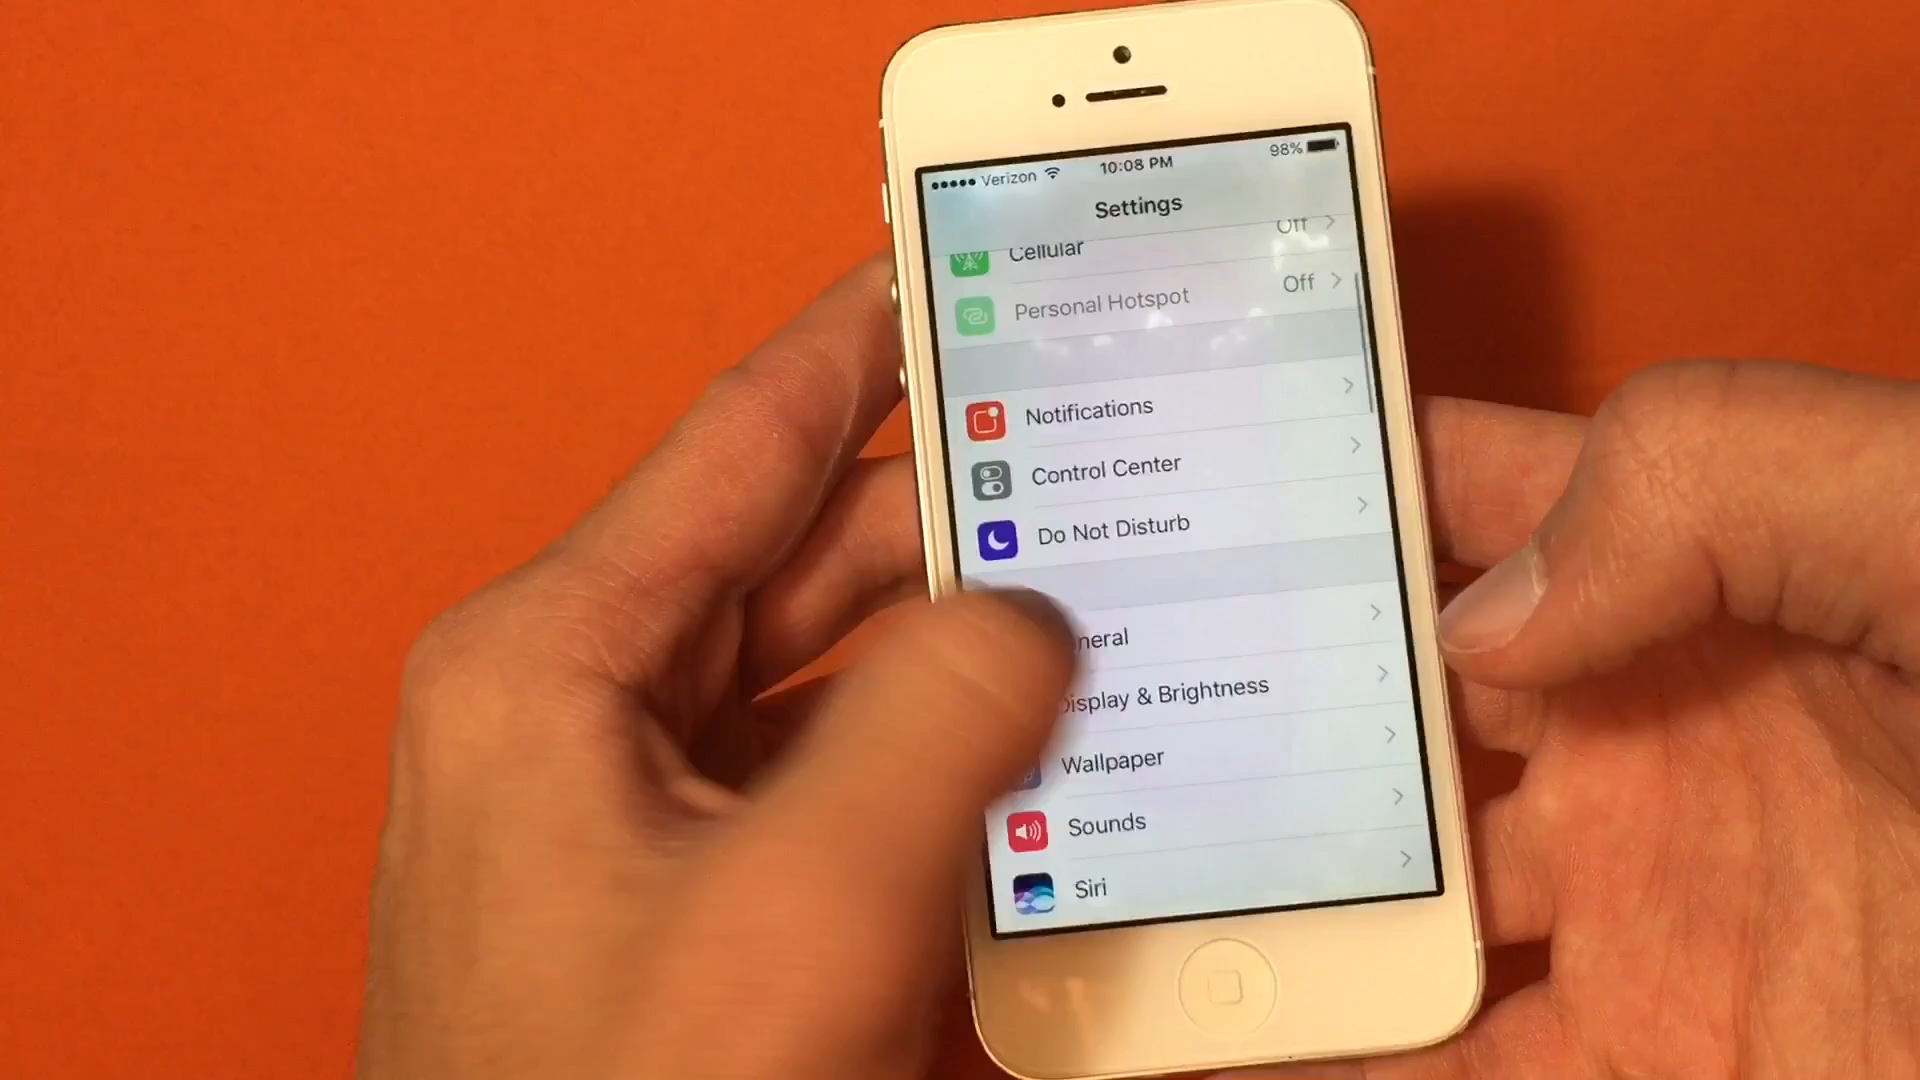 Verizon 10:08 PM 98%
Settings
Off
Cellular
Personal Hotspot Off
Notifications
Control Center
Do Not Disturb
neral
isplay & Brightness
Wallpaper
Sounds
Siri